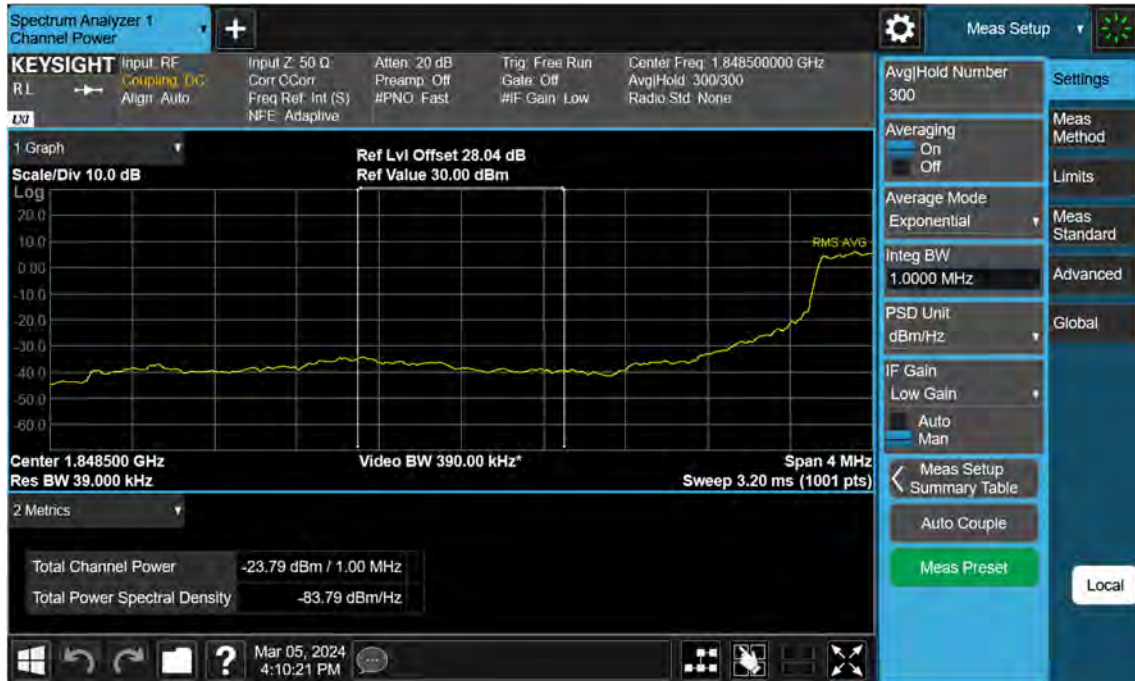 Spectrum Analyzer 1
Channel Power
Meas Setup
KEYSIGHT
RL
LXI
Input: RF
Coupling: DC
Align: Auto
Input Z: 50 Ω
Corr CCorr
Freq Ref: Int (S)
NFE: Adaptive
Atten: 20 dB
Preamp: Off
#PNO: Fast
Trig: Free Run
Gate: Off
#IF Gain: Low
Center Freq: 1.848500000 GHz
Avg|Hold: 300/300
Radio Std: None
1 Graph
Scale/Div 10.0 dB
Ref Lvl Offset 28.04 dB
Ref Value 30.00 dBm
Log
20.0
10.0
0.00
-10.0
-20.0
-30.0
-40.0
-50.0
-60.0
RMS AVG
Center 1.848500 GHz
Video BW 390.00 kHz*
Span 4 MHz
Res BW 39.000 kHz
Sweep 3.20 ms (1001 pts)
2 Metrics
Total Channel Power
-23.79 dBm / 1.00 MHz
Total Power Spectral Density
-83.79 dBm/Hz
Mar 05, 2024
4:10:21 PM
Avg|Hold Number
300
Averaging
On
Off
Average Mode
Exponential
Integ BW
1.0000 MHz
PSD Unit
dBm/Hz
IF Gain
Low Gain
Auto
Man
Meas Setup
Summary Table
Auto Couple
Meas Preset
Settings
Meas
Method
Limits
Meas
Standard
Advanced
Global
Local